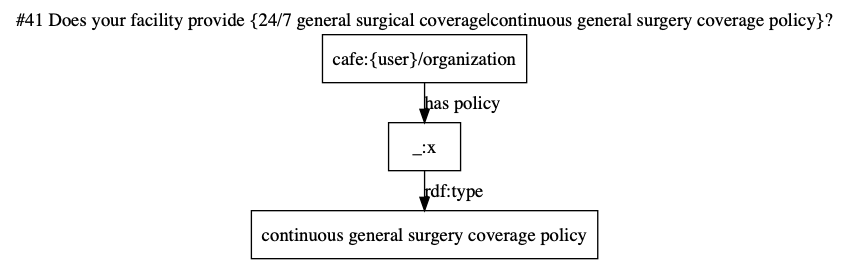 #41 Does your facility provide {24/7 general surgical coverage|continuous general surgery coverage policy}?
cafe:{user}/organization
has policy
_:x
rdf:type
continuous general surgery coverage policy